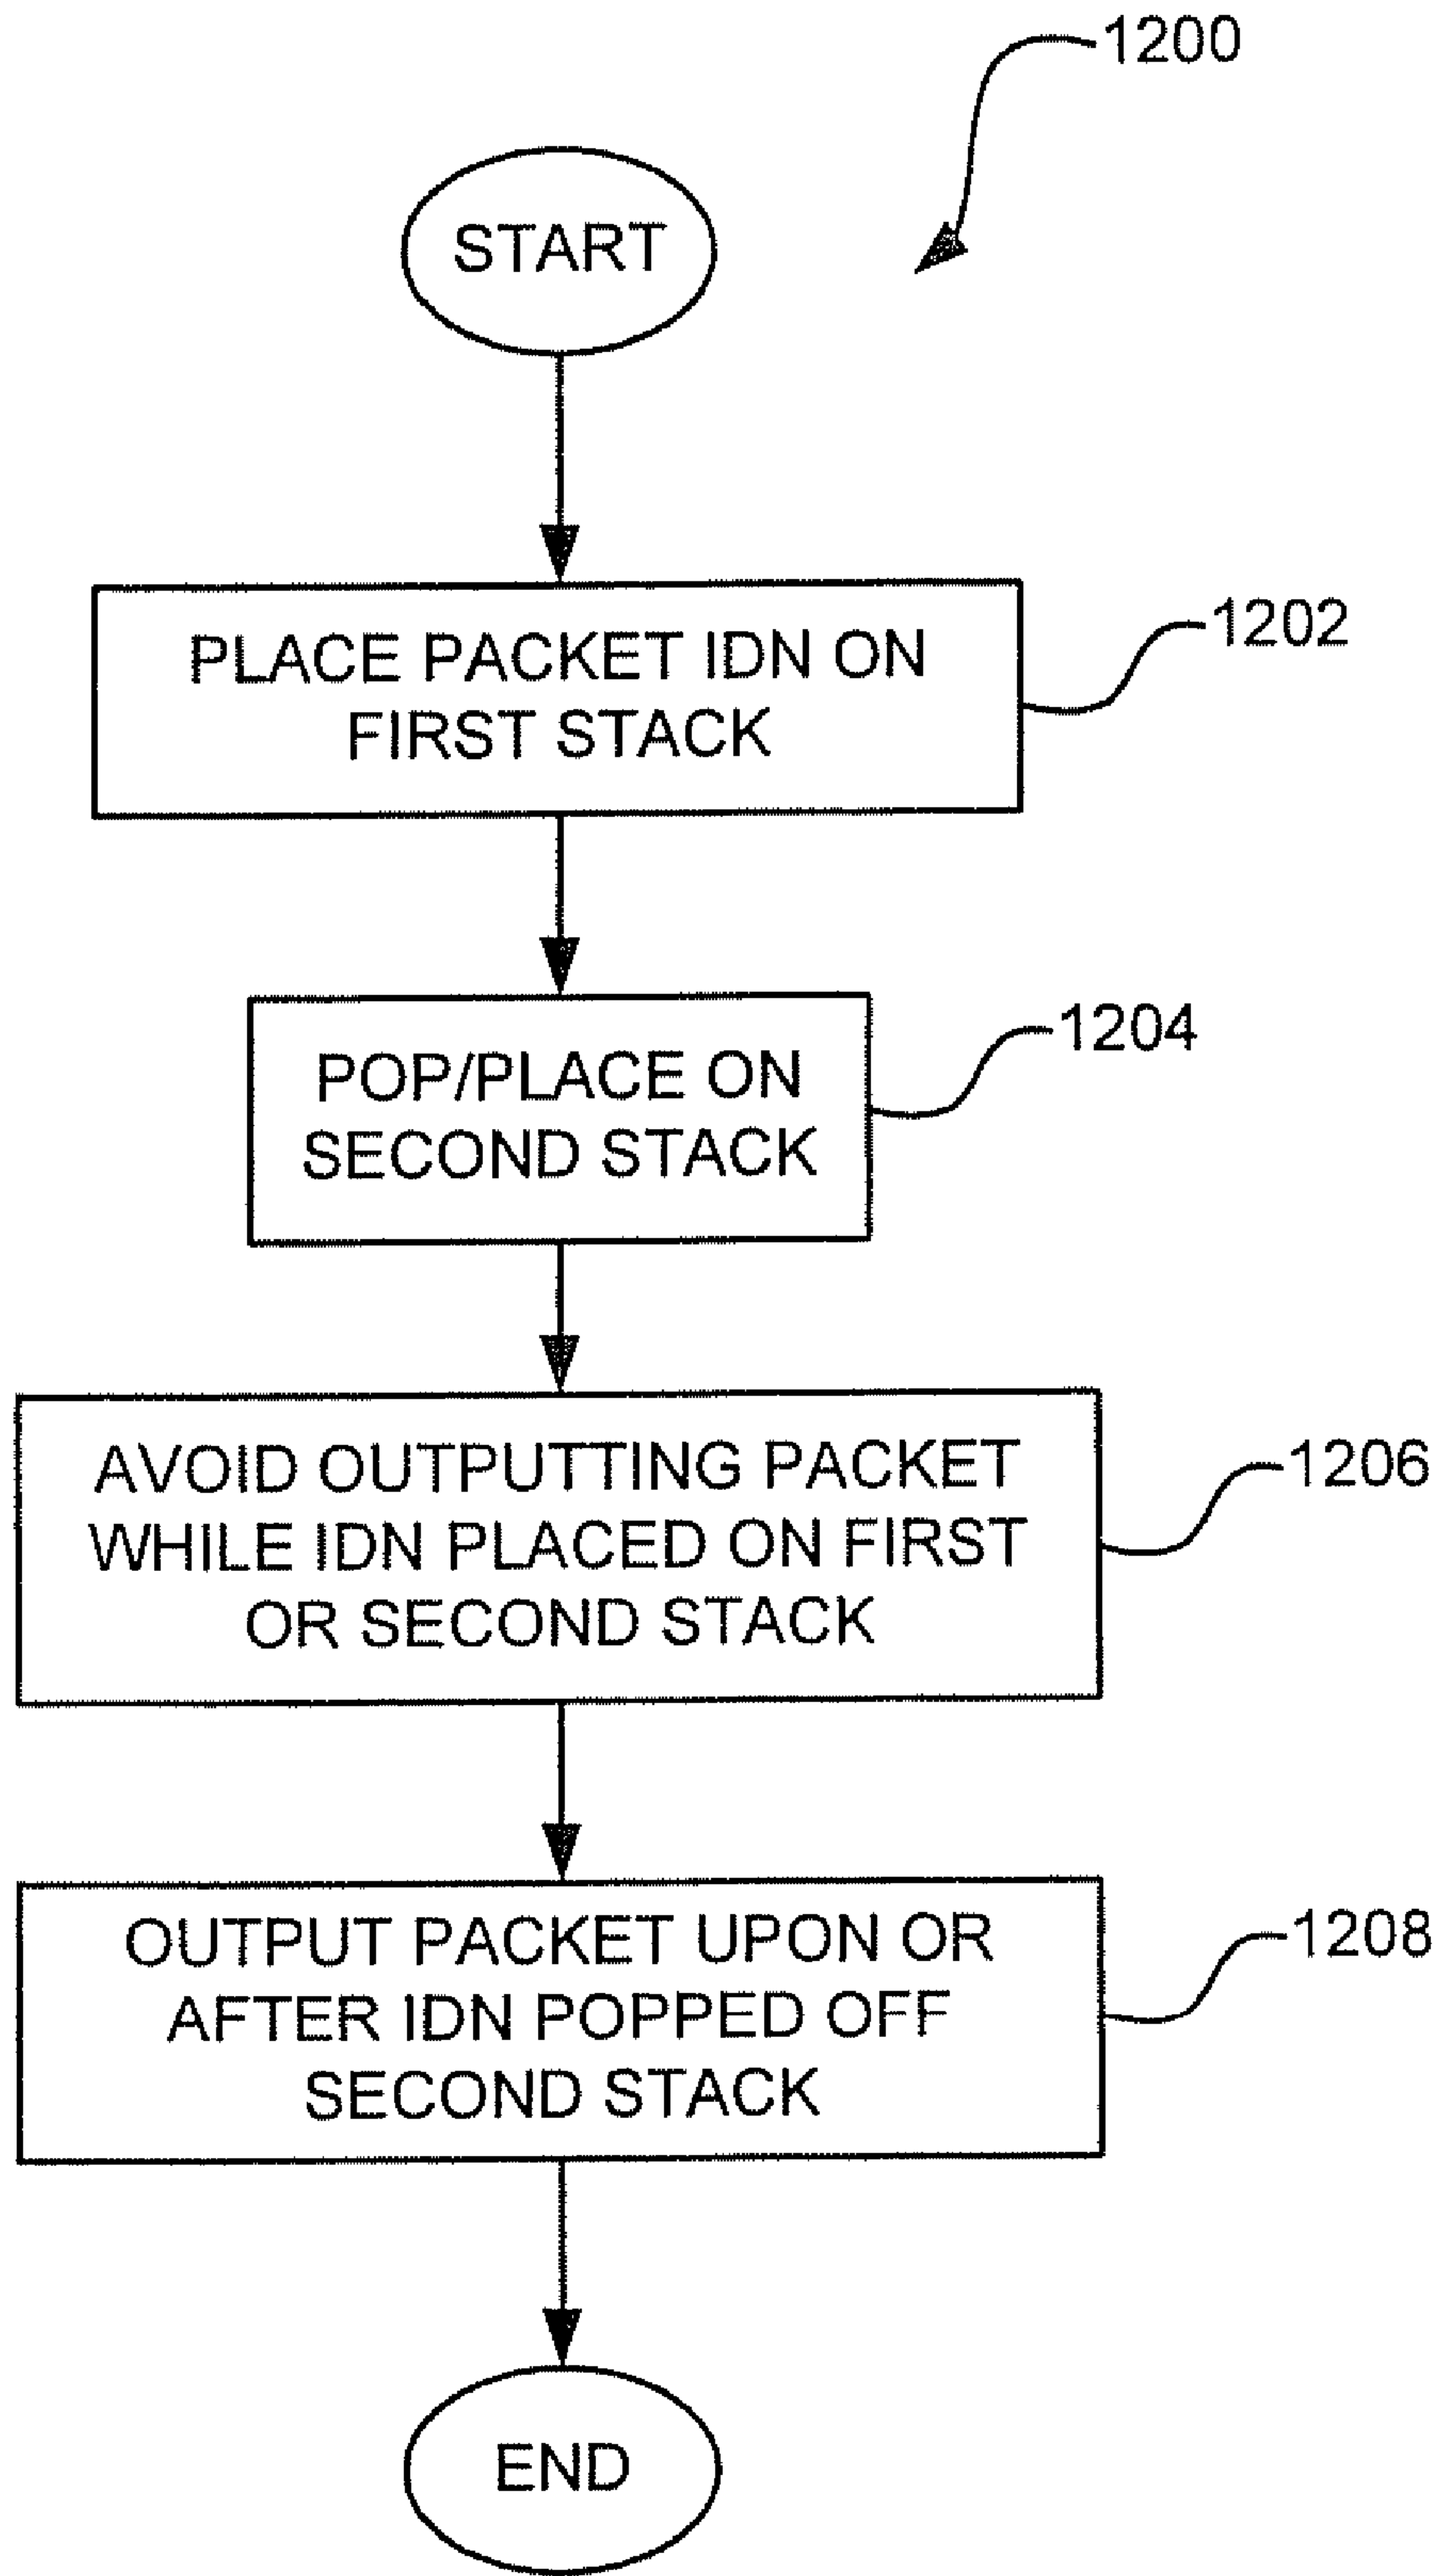 1200
START
PLACE PACKET IDN ON
FIRST STACK
1202
POP/PLACE ON
SECOND STACK
1204
AVOID OUTPUTTING PACKET
WHILE IDN PLACED ON FIRST
OR SECOND STACK
1206
OUTPUT PACKET UPON OR
AFTER IDN POPPED OFF
SECOND STACK
1208
END